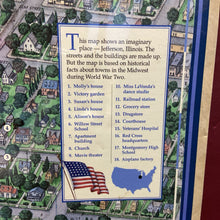 This map shows an imaginary
place — Jefferson, Illinois. The
streets and the buildings are made up.
But the map is based on historical
facts about towns in the Midwest
during World War Two.
1. Molly's house
2. Victory garden
3. Susan's house
4. Linda's house
5. Alison's house
6. Willow Street
School
7. Apartment
building
8. Church
9. Movie theater
10. Miss LaVonda's
dance studio
11. Railroad station
12. Grocery store
13. Drugstore
14. Courthouse
15. Veterans' Hospital
16. Red Cross
headquarters
17. Montgomery High
School
18. Airplane factory